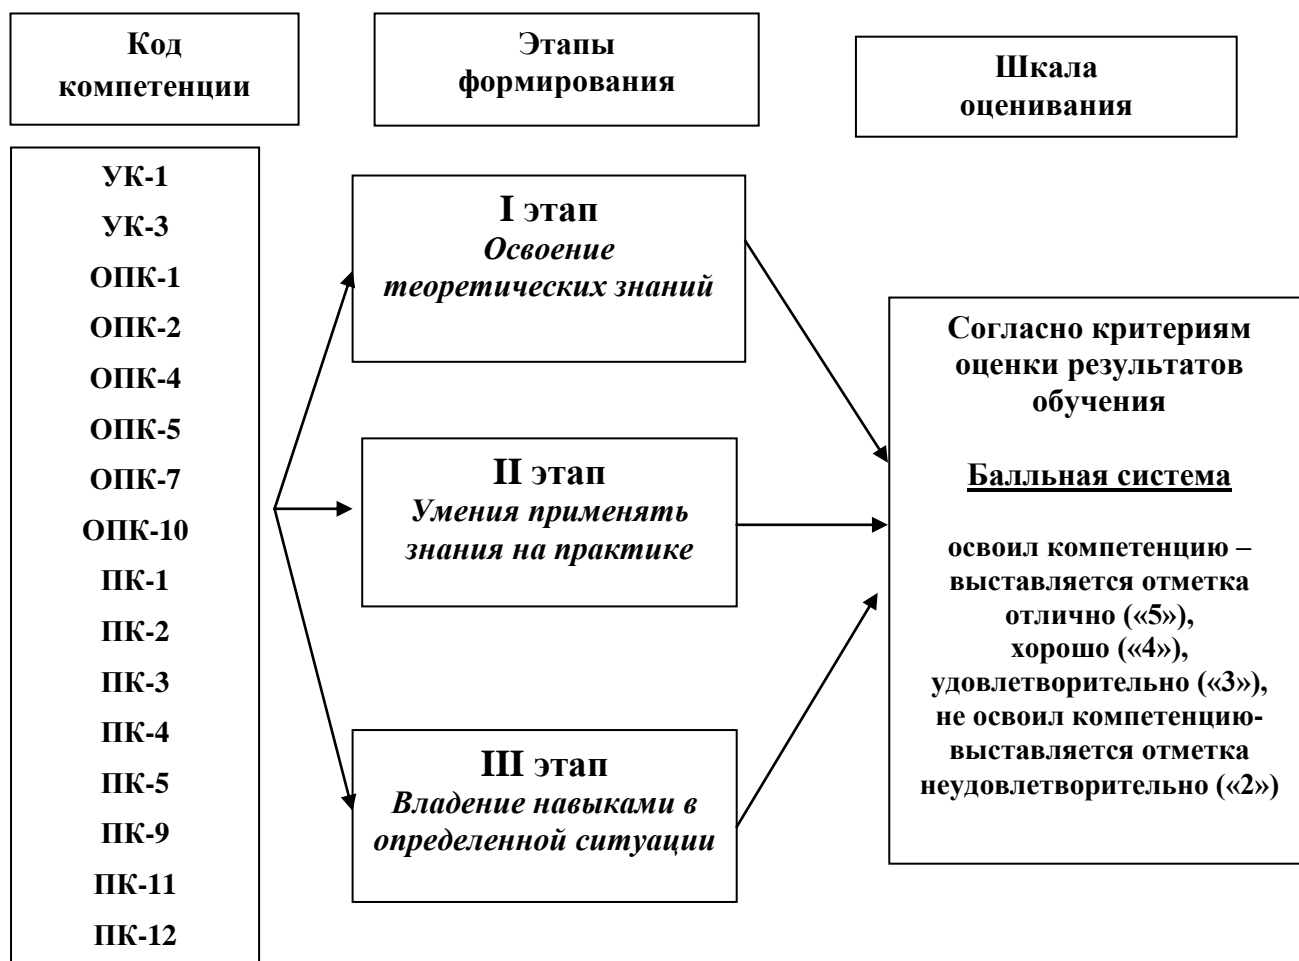 Код
компетенции
Этапы
формирования
Шкала
оценивания
УК-1
УК-3
ОПК-1
ОПК-2
ОПК-4
ОПК-5
ОПК-7
ОПК-10
ПК-1
ПК-2
ПК-3
ПК-4
ПК-5
ПК-9
ПК-11
ПК-12
I этап
Освоение
теоретических знаний
II этап
Умения применять
знания на практике
III этап
Владение навыками в
определенной ситуации
Согласно критериям
оценки результатов
обучения
Балльная система
освоил компетенцию –
выставляется отметка
отлично («5»),
хорошо («4»),
удовлетворительно («3»),
не освоил компетенцию-
выставляется отметка
неудовлетворительно («2»)